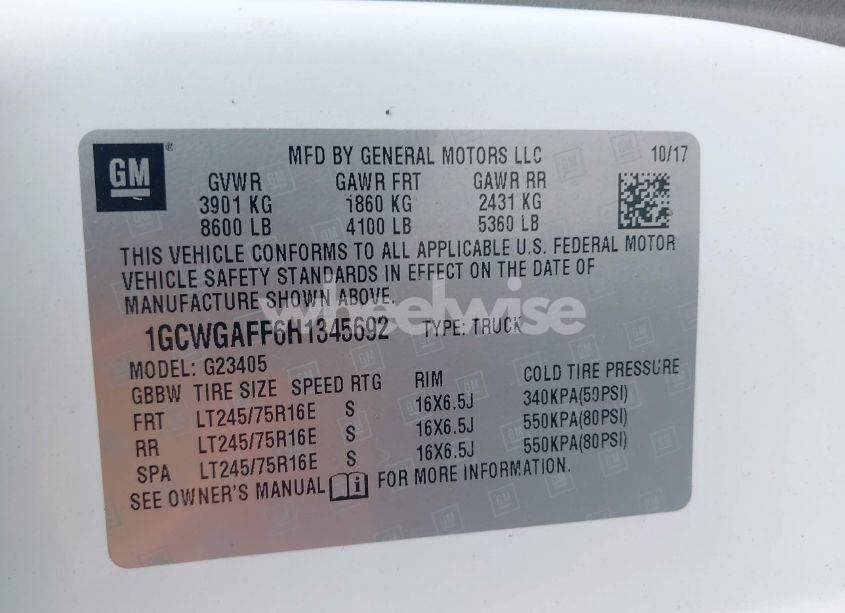 GM ® MFD BY GENERAL MOTORS LLC 10/17
GVWR GAWR FRT GAWR RR
3901 KG 1860 KG 2431 KG
8600 LB 4100 LB 5360 LB
THIS VEHICLE CONFORMS TO ALL APPLICABLE U.S. FEDERAL MOTOR
VEHICLE SAFETY STANDARDS IN EFFECT ON THE DATE OF
MANUFACTURE SHOWN ABOVE.
wheelwise
1GCWGAFF6H1345692 TYPE: TRUCK
MODEL: G23405
GBBW TIRE SIZE SPEED RTG RIM COLD TIRE PRESSURE
FRT LT245/75R16E S 16X6.5J 340KPA(50PSI)
RR LT245/75R16E S 16X6.5J 550KPA(80PSI)
SPA LT245/75R16E S 16X6.5J 550KPA(80PSI)
SEE OWNER'S MANUAL i FOR MORE INFORMATION.